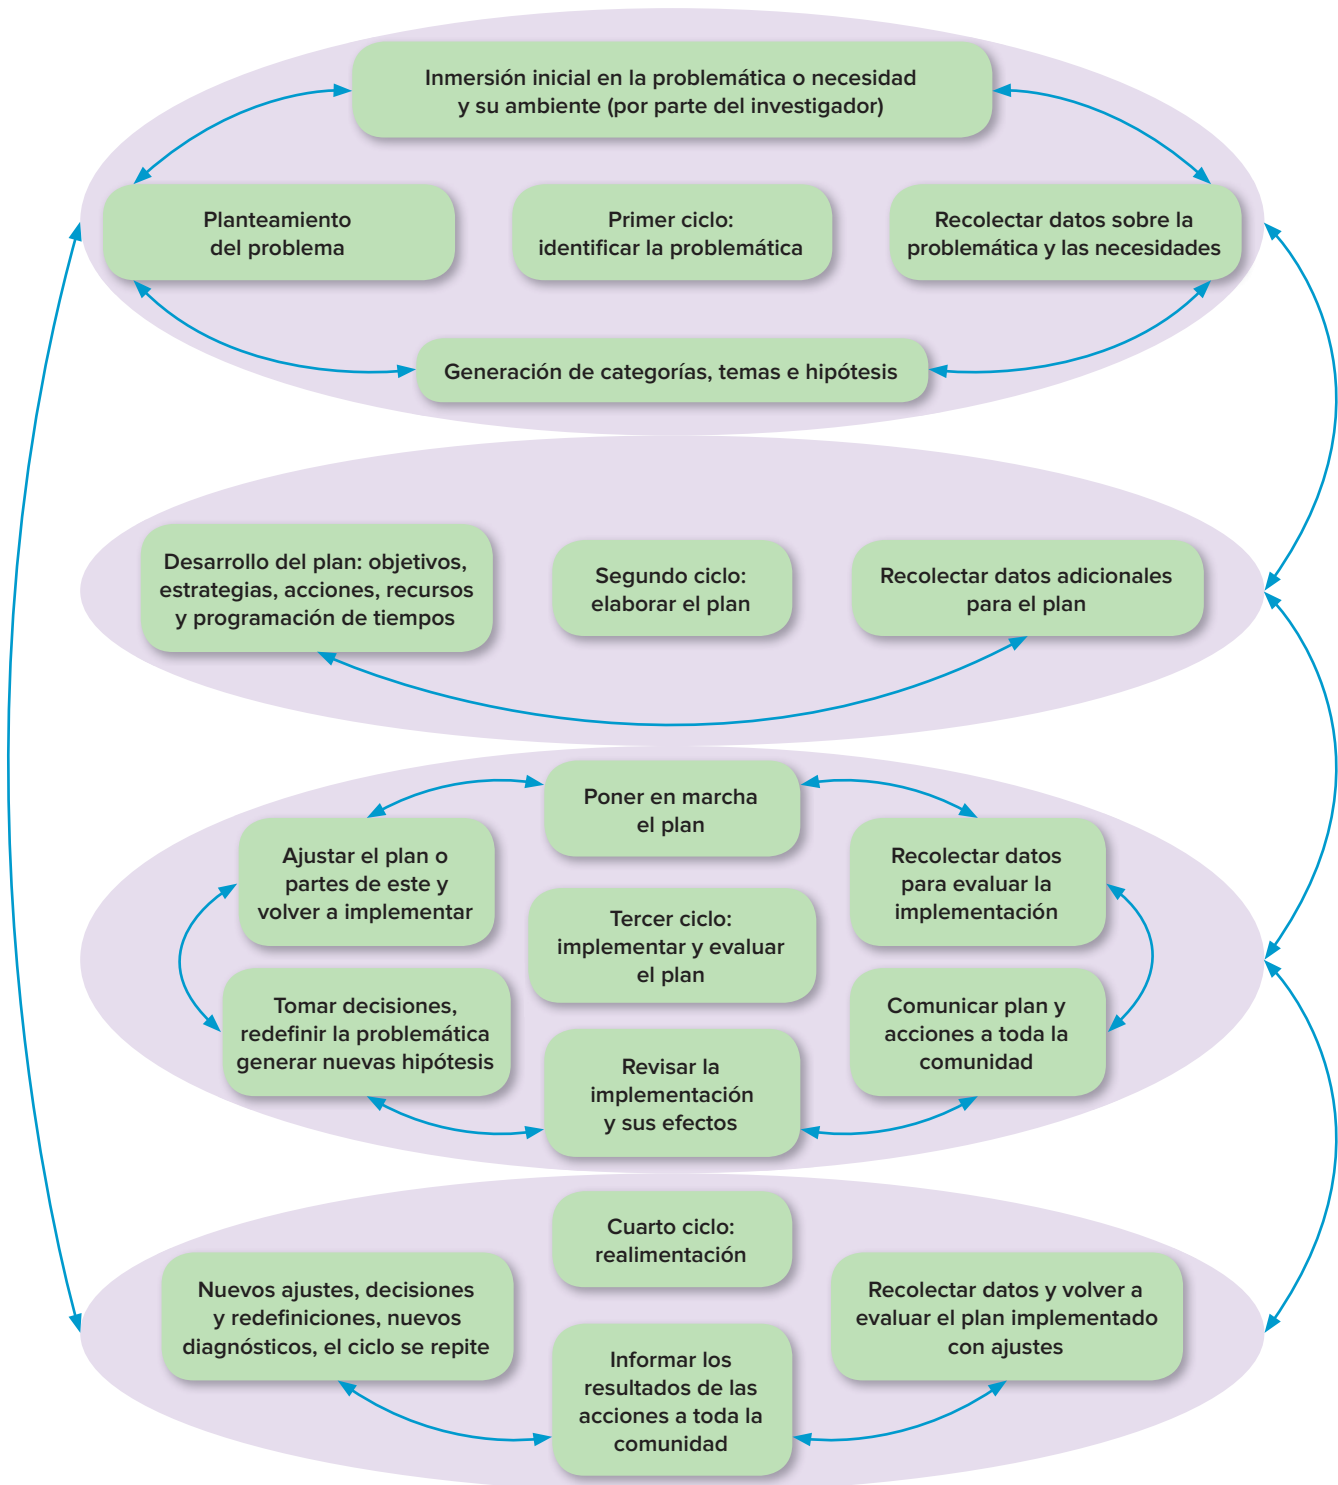 Inmersión inicial en la problemática o necesidad
y su ambiente (por parte del investigador)
Planteamiento
del problema
Primer ciclo:
identificar la problemática
Recolectar datos sobre la
problemática y las necesidades
Generación de categorías, temas e hipótesis
Desarrollo del plan: objetivos,
estrategias, acciones, recursos
y programación de tiempos
Segundo ciclo:
elaborar el plan
Recolectar datos adicionales
para el plan
Poner en marcha
el plan
Ajustar el plan o
partes de este y
volver a implementar
Recolectar datos
para evaluar la
implementación
Tercer ciclo:
implementar y evaluar
el plan
Tomar decisiones,
redefinir la problemática
generar nuevas hipótesis
Comunicar plan y
acciones a toda la
comunidad
Revisar la
implementación
y sus efectos
Cuarto ciclo:
realimentación
Nuevos ajustes, decisiones
y redefiniciones, nuevos
diagnósticos, el ciclo se repite
Recolectar datos y volver a
evaluar el plan implementado
con ajustes
Informar los
resultados de las
acciones a toda la
comunidad